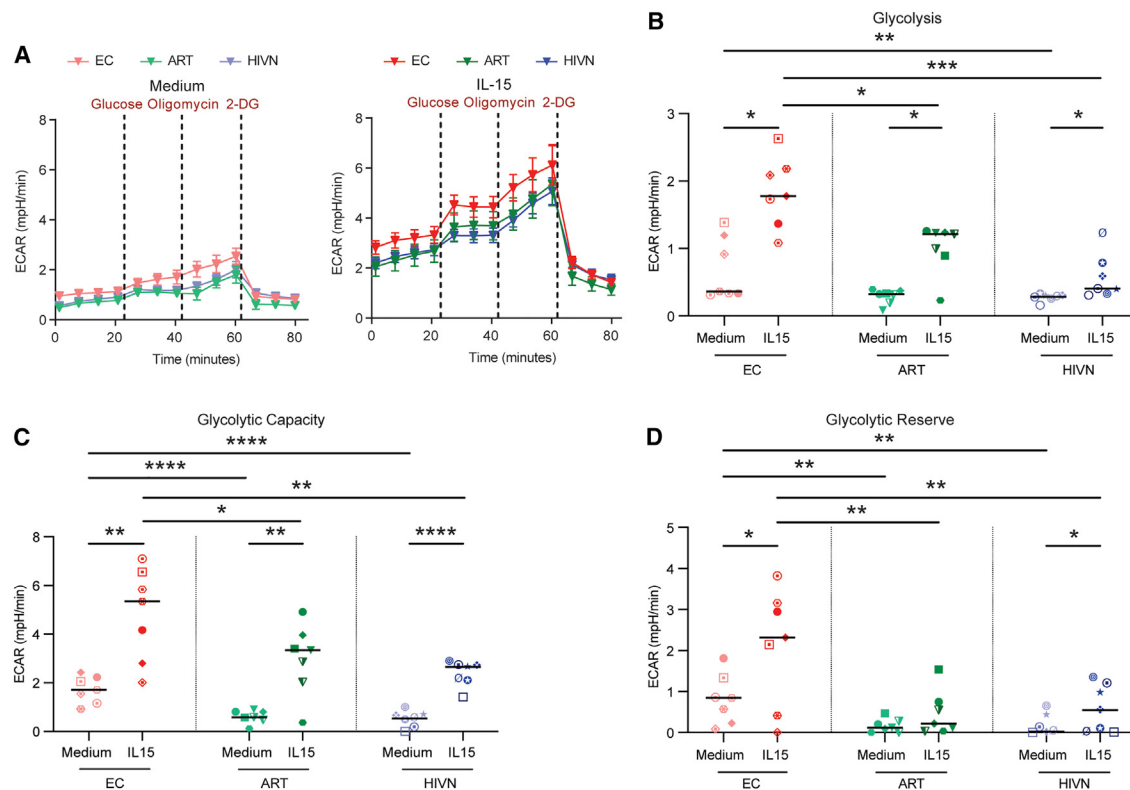 A
EC ART HIVN
Medium
Glucose Oligomycin 2-DG
ECAR (mpH/min)
8
6
4
2
0
0 20 40 60 80
Time (minutes)
EC ART HIVN
IL-15
Glucose Oligomycin 2-DG
ECAR (mpH/min)
8
6
4
2
0
0 20 40 60 80
Time (minutes)
B
Glycolysis
**
***
*
* * *
ECAR (mpH/min)
3
2
1
0
Medium IL15 Medium IL15 Medium IL15
EC ART HIVN
C
Glycolytic Capacity
****
****
**
*
** ** ****
ECAR (mpH/min)
8
6
4
2
0
Medium IL15 Medium IL15 Medium IL15
EC ART HIVN
D
Glycolytic Reserve
**
**
**
**
* *
ECAR (mpH/min)
5
4
3
2
1
0
Medium IL15 Medium IL15 Medium IL15
EC ART HIVN